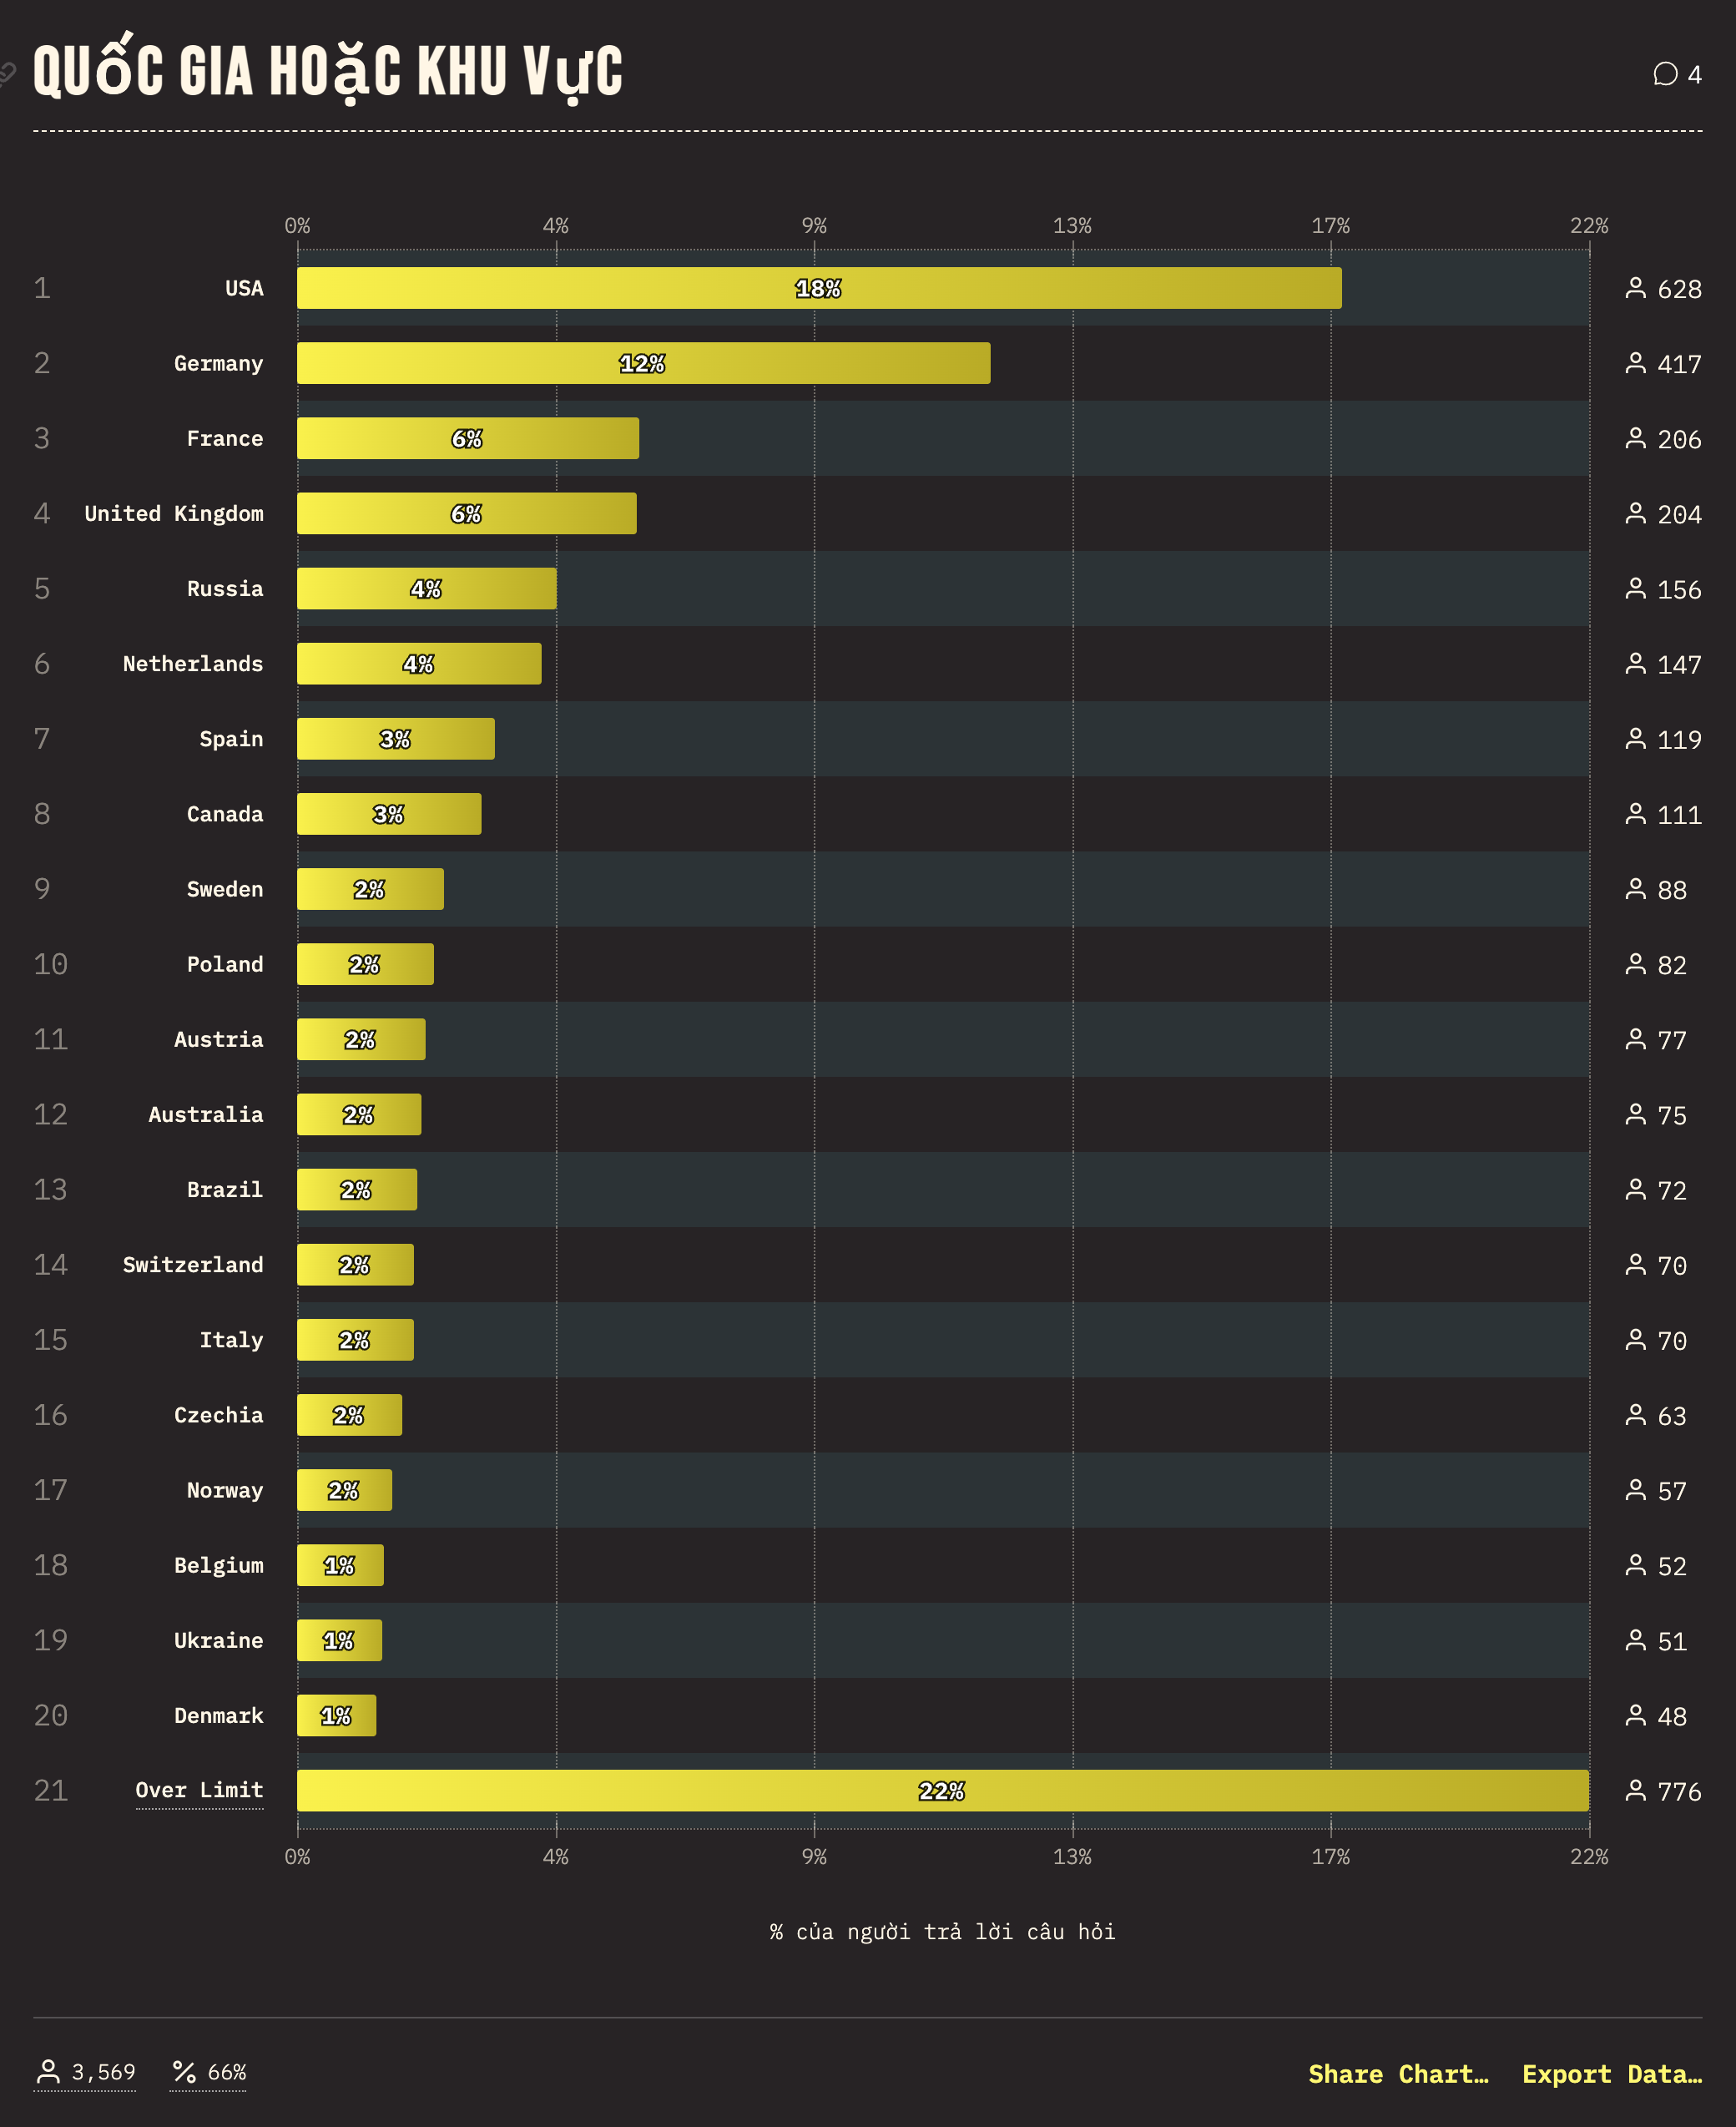 QUỐC GIA HOẶC KHU VỰC
4
0% 4% 9% 13% 17% 22%
1 USA 18% 628
2 Germany 12% 417
3 France 6% 206
4 United Kingdom 6% 204
5 Russia 4% 156
6 Netherlands 4% 147
7 Spain 3% 119
8 Canada 3% 111
9 Sweden 2% 88
10 Poland 2% 82
11 Austria 2% 77
12 Australia 2% 75
13 Brazil 2% 72
14 Switzerland 2% 70
15 Italy 2% 70
16 Czechia 2% 63
17 Norway 2% 57
18 Belgium 1% 52
19 Ukraine 1% 51
20 Denmark 1% 48
21 Over Limit 22% 776
0% 4% 9% 13% 17% 22%
% của người trả lời câu hỏi
3,569 66% Share Chart… Export Data…